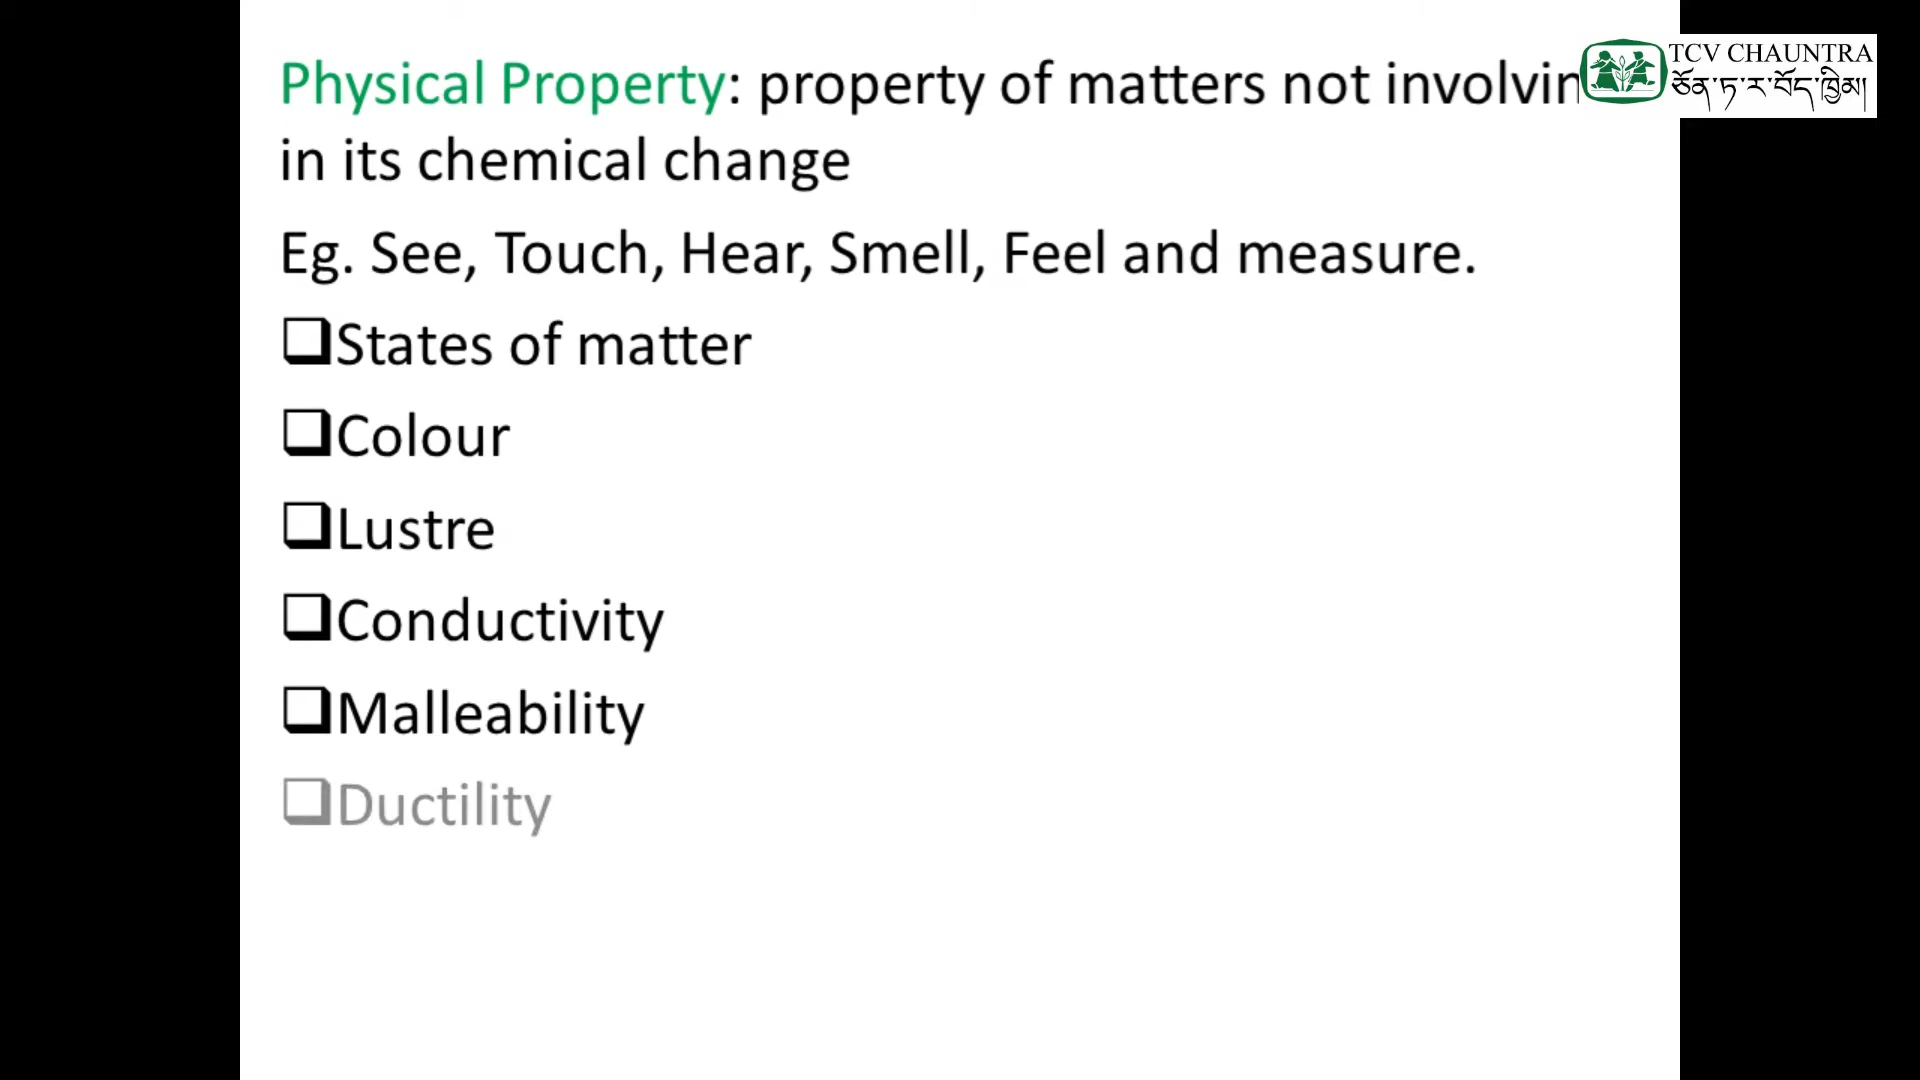 Physical Property: property of matters not involvin
in its chemical change
Eg. See, Touch, Hear, Smell, Feel and measure.
❑States of matter
❑Colour
❑Lustre
❑Conductivity
❑Malleability
❑Ductility
TCV CHAUNTRA
ཅོན་ཏ་ར་བོད་ཁྱིམ།